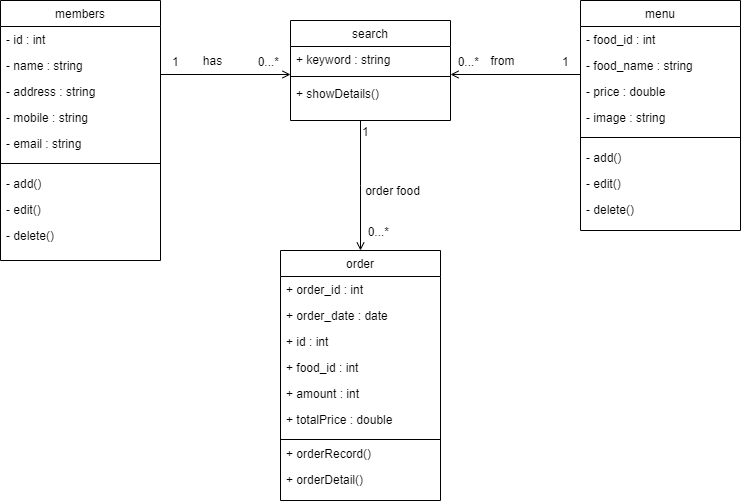 members
- id : int
- name : string
- address : string
- mobile : string
- email : string
- add()
- edit()
- delete()
1
has
0...*
search
+ keyword : string
+ showDetails()
0...*
from
1
menu
- food_id : int
- food_name : string
- price : double
- image : string
- add()
- edit()
- delete()
1
order food
0...*
order
+ order_id : int
+ order_date : date
+ id : int
+ food_id : int
+ amount : int
+ totalPrice : double
+ orderRecord()
+ orderDetail()